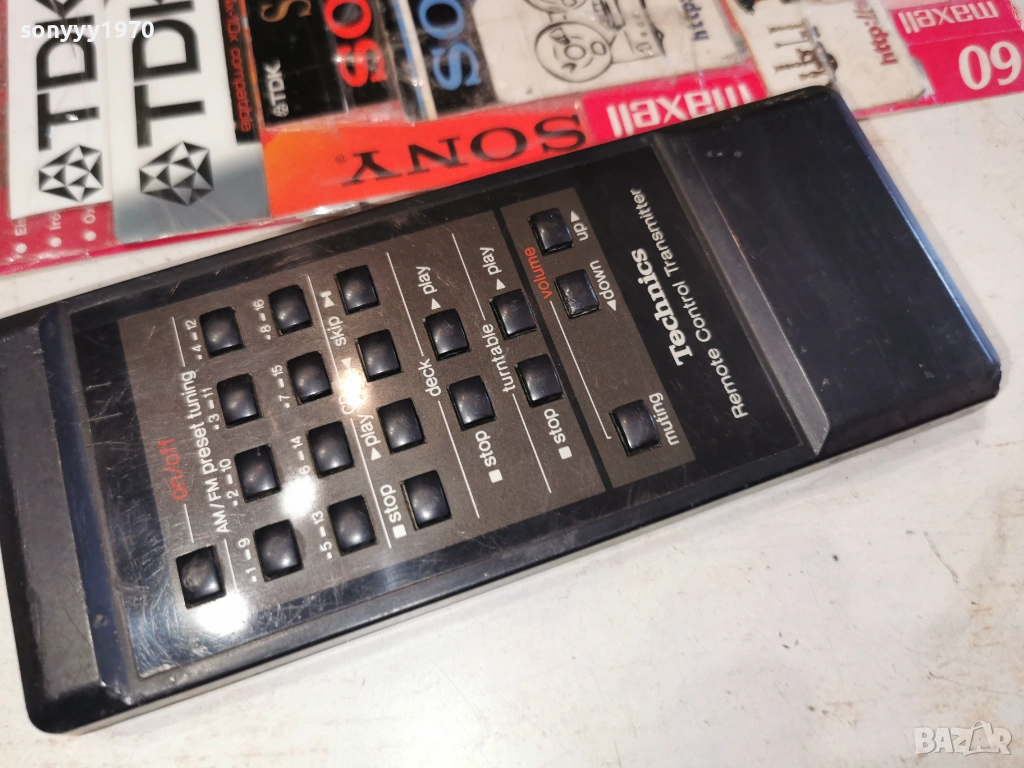 sonyyy1970
TDK
TDK
TDK
SONY
maxell
maxell
60
http:/
compatible
Technics
Remote Control Transmitter
volume
up
down
muting
turntable
▶ play
■ stop
deck
▶ play
■ stop
skip
play
■ stop
on/off
AM/FM preset tuning
1 9
2 10
3 11
4 12
5 13
6 14
7 15
8 16
BAZAR